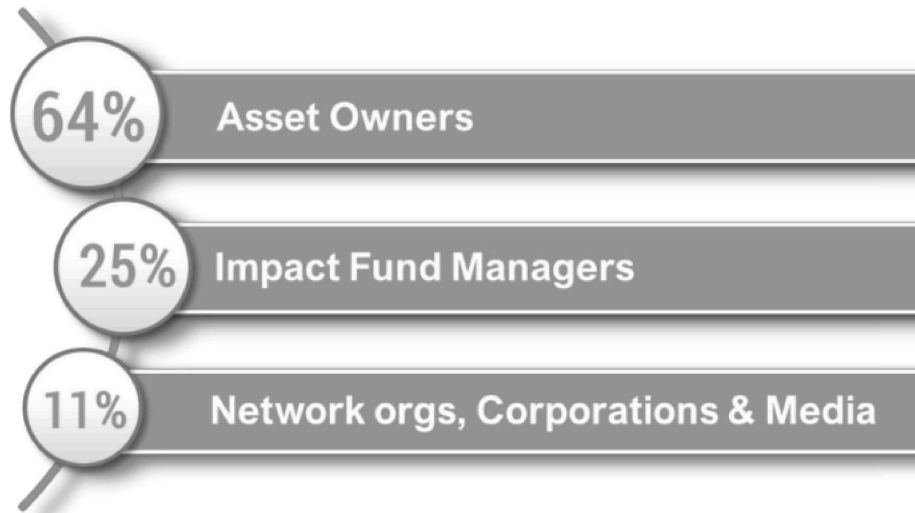 64% Asset Owners
25% Impact Fund Managers
11% Network orgs, Corporations & Media